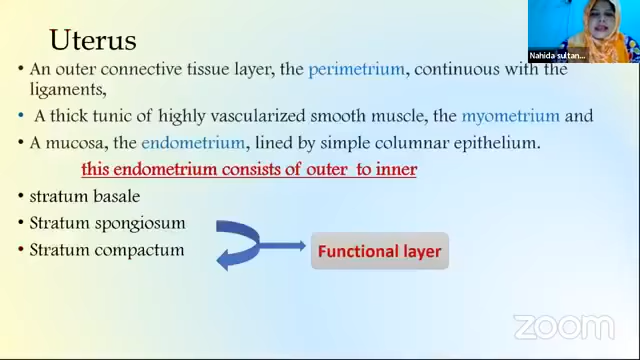 Uterus
Nahida sultan...
• An outer connective tissue layer, the perimetrium, continuous with the
ligaments,
• A thick tunic of highly vascularized smooth muscle, the myometrium and
• A mucosa, the endometrium, lined by simple columnar epithelium.
this endometrium consists of outer to inner
• stratum basale
• Stratum spongiosum
• Stratum compactum
Functional layer
zoom